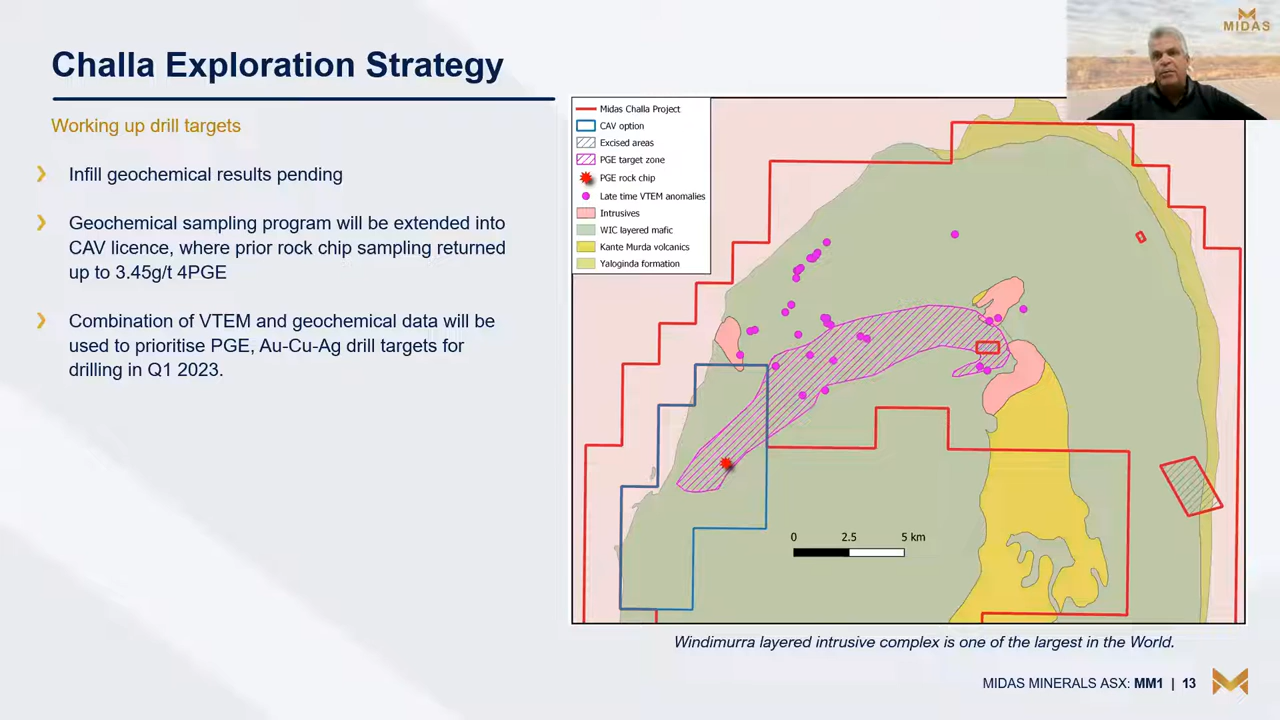 MIDAS
Challa Exploration Strategy
Working up drill targets
Infill geochemical results pending
Geochemical sampling program will be extended into
CAV licence, where prior rock chip sampling returned
up to 3.45g/t 4PGE
Combination of VTEM and geochemical data will be
used to prioritise PGE, Au-Cu-Ag drill targets for
drilling in Q1 2023.
Midas Challa Project
CAV option
Excised areas
PGE target zone
PGE rock chip
Late time VTEM anomalies
Intrusives
WIC layered mafic
Kante Murda volcanics
Yaloginda formation
0 2.5 5 km
Windimurra layered intrusive complex is one of the largest in the World.
MIDAS MINERALS ASX: MM1 | 13